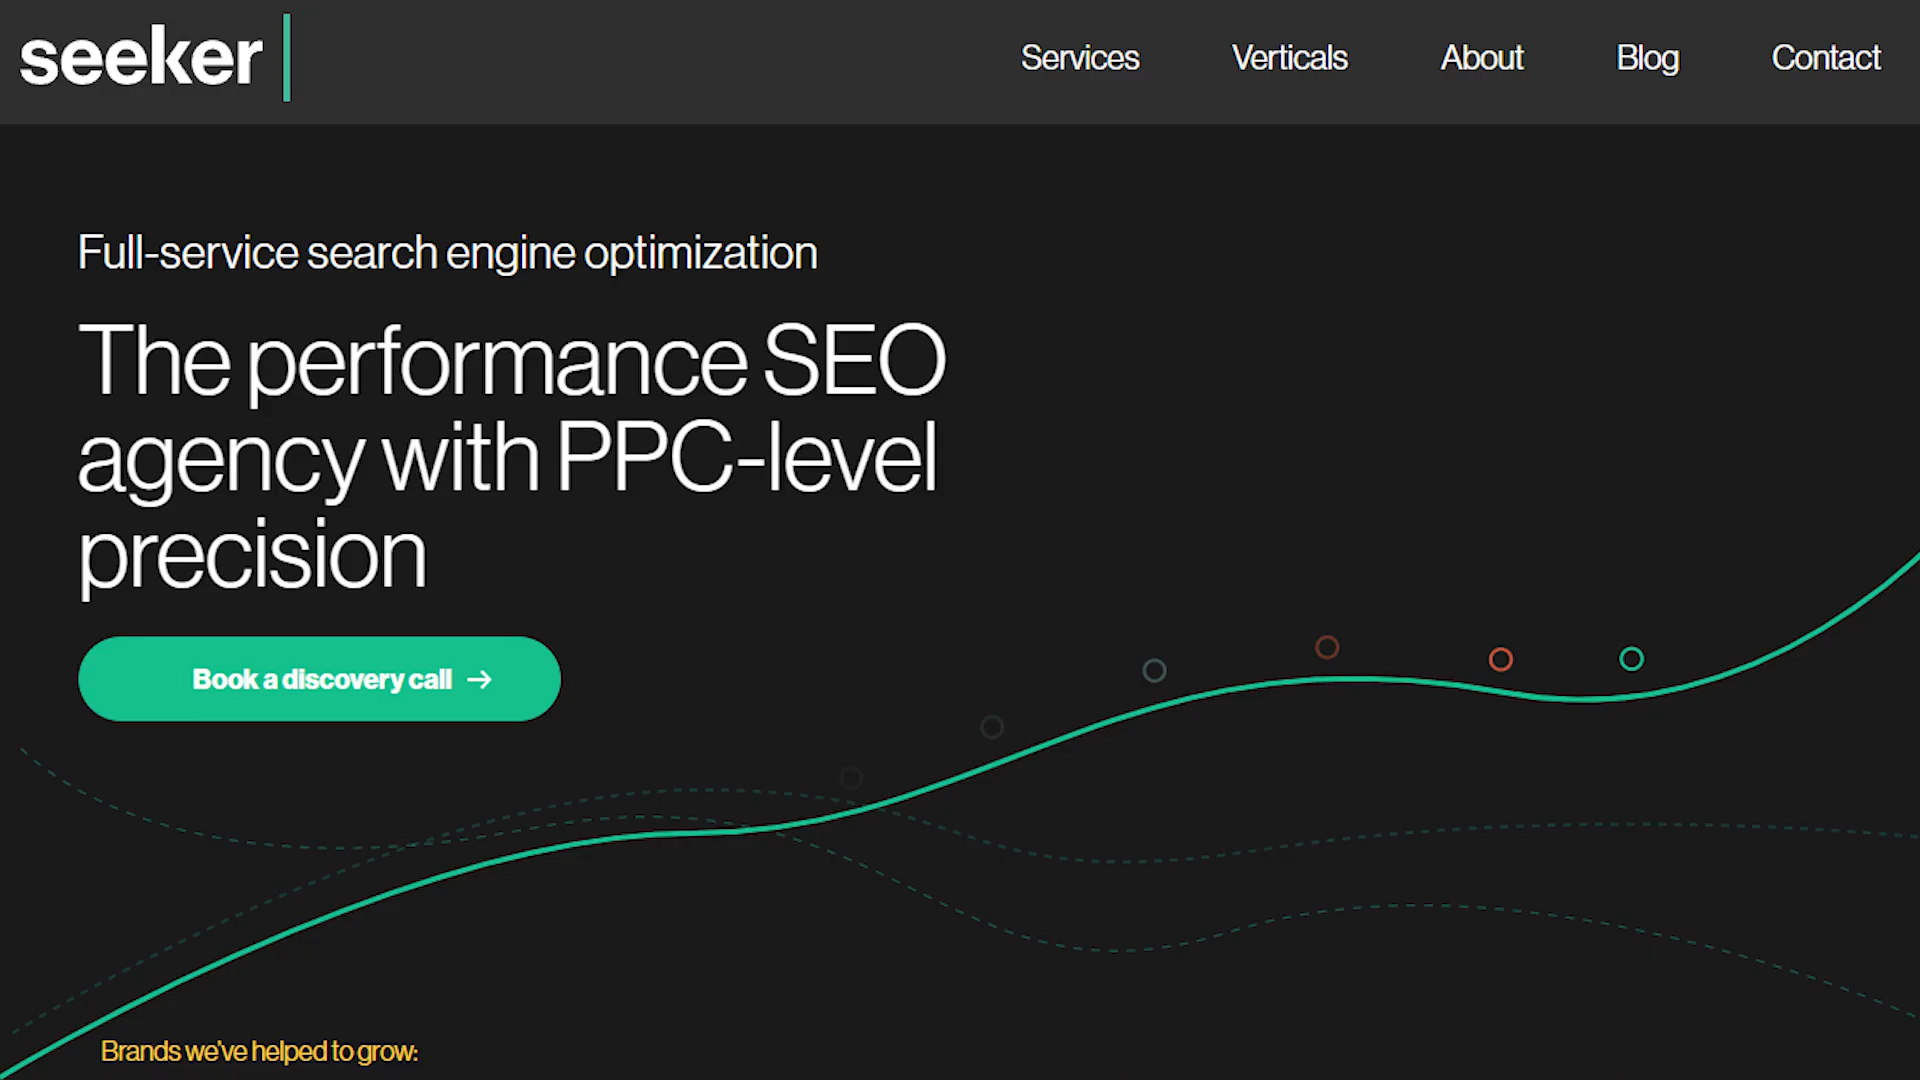 seeker
Services
Verticals
About
Blog
Contact
Full-service search engine optimization
The performance SEO
agency with PPC-level
precision
Book a discovery call →
Brands we've helped to grow: